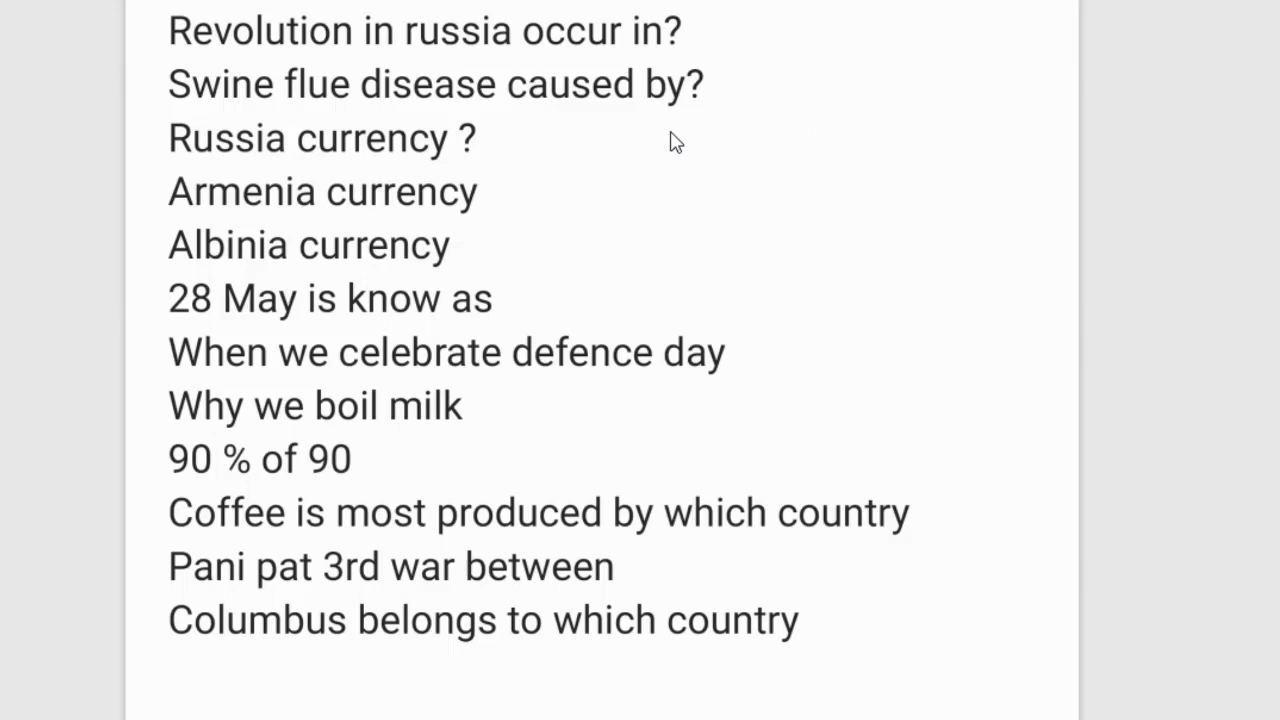 Revolution in russia occur in?
Swine flue disease caused by?
Russia currency ?
Armenia currency
Albinia currency
28 May is know as
When we celebrate defence day
Why we boil milk
90 % of 90
Coffee is most produced by which country
Pani pat 3rd war between
Columbus belongs to which country